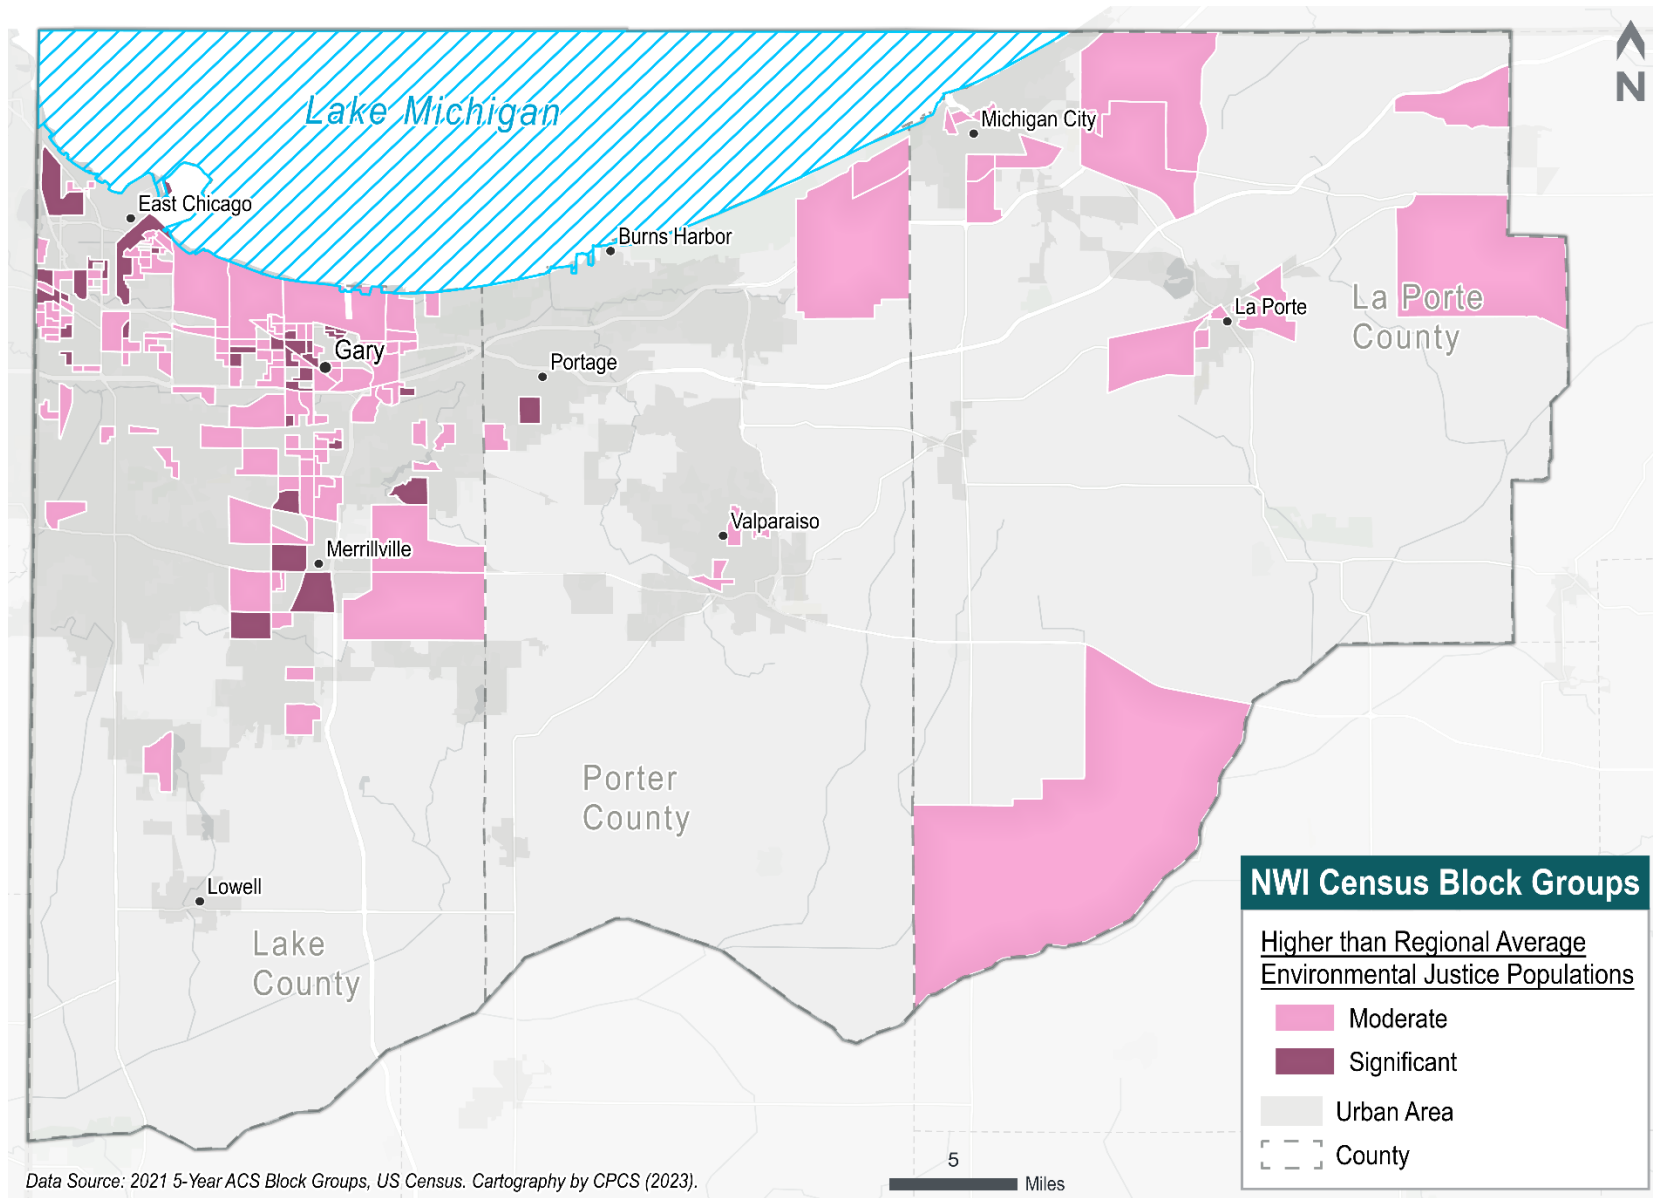 N
Lake Michigan
Michigan City
East Chicago
Burns Harbor
La Porte
La Porte
County
Gary
Portage
Valparaiso
Merrillville
Porter
County
Lowell
Lake
County
NWI Census Block Groups
Higher than Regional Average
Environmental Justice Populations
Moderate
Significant
Urban Area
County
5
Miles
Data Source: 2021 5-Year ACS Block Groups, US Census. Cartography by CPCS (2023).